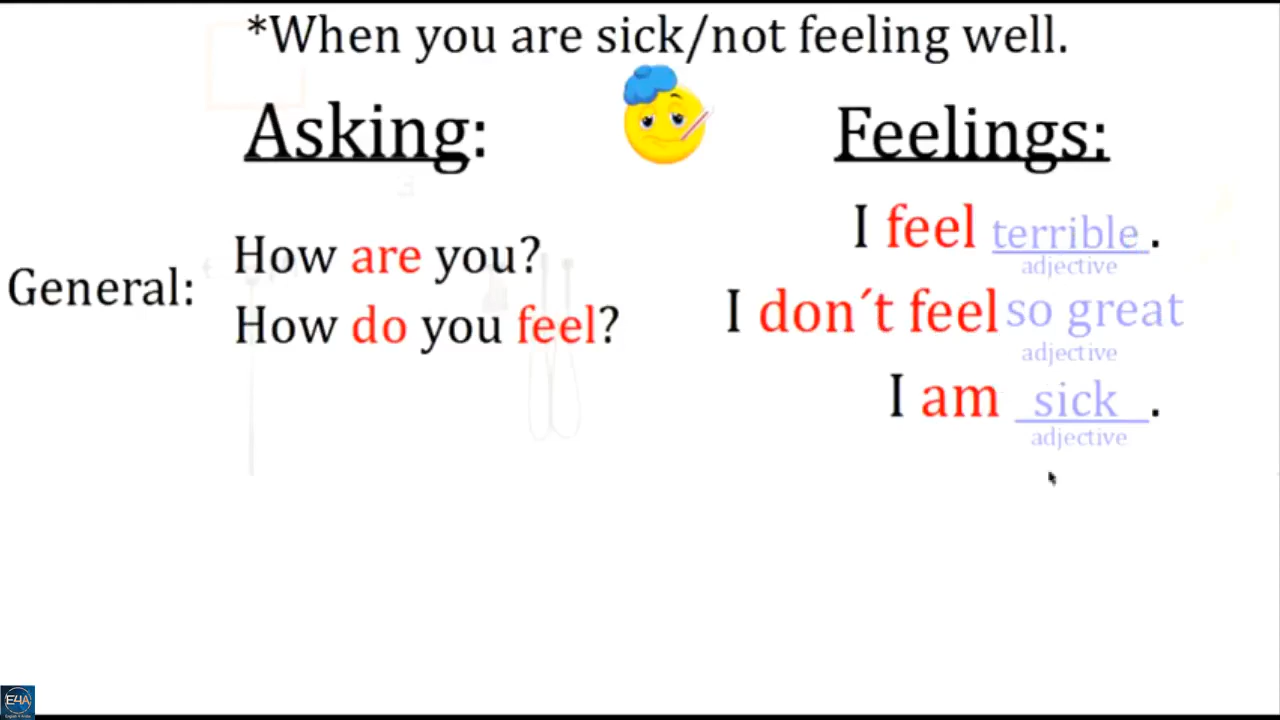 *When you are sick/not feeling well.
Asking:
Feelings:
General:
How are you?
How do you feel?
I feel terrible.
adjective
I don´t feel so great
adjective
I am sick.
adjective
E4A